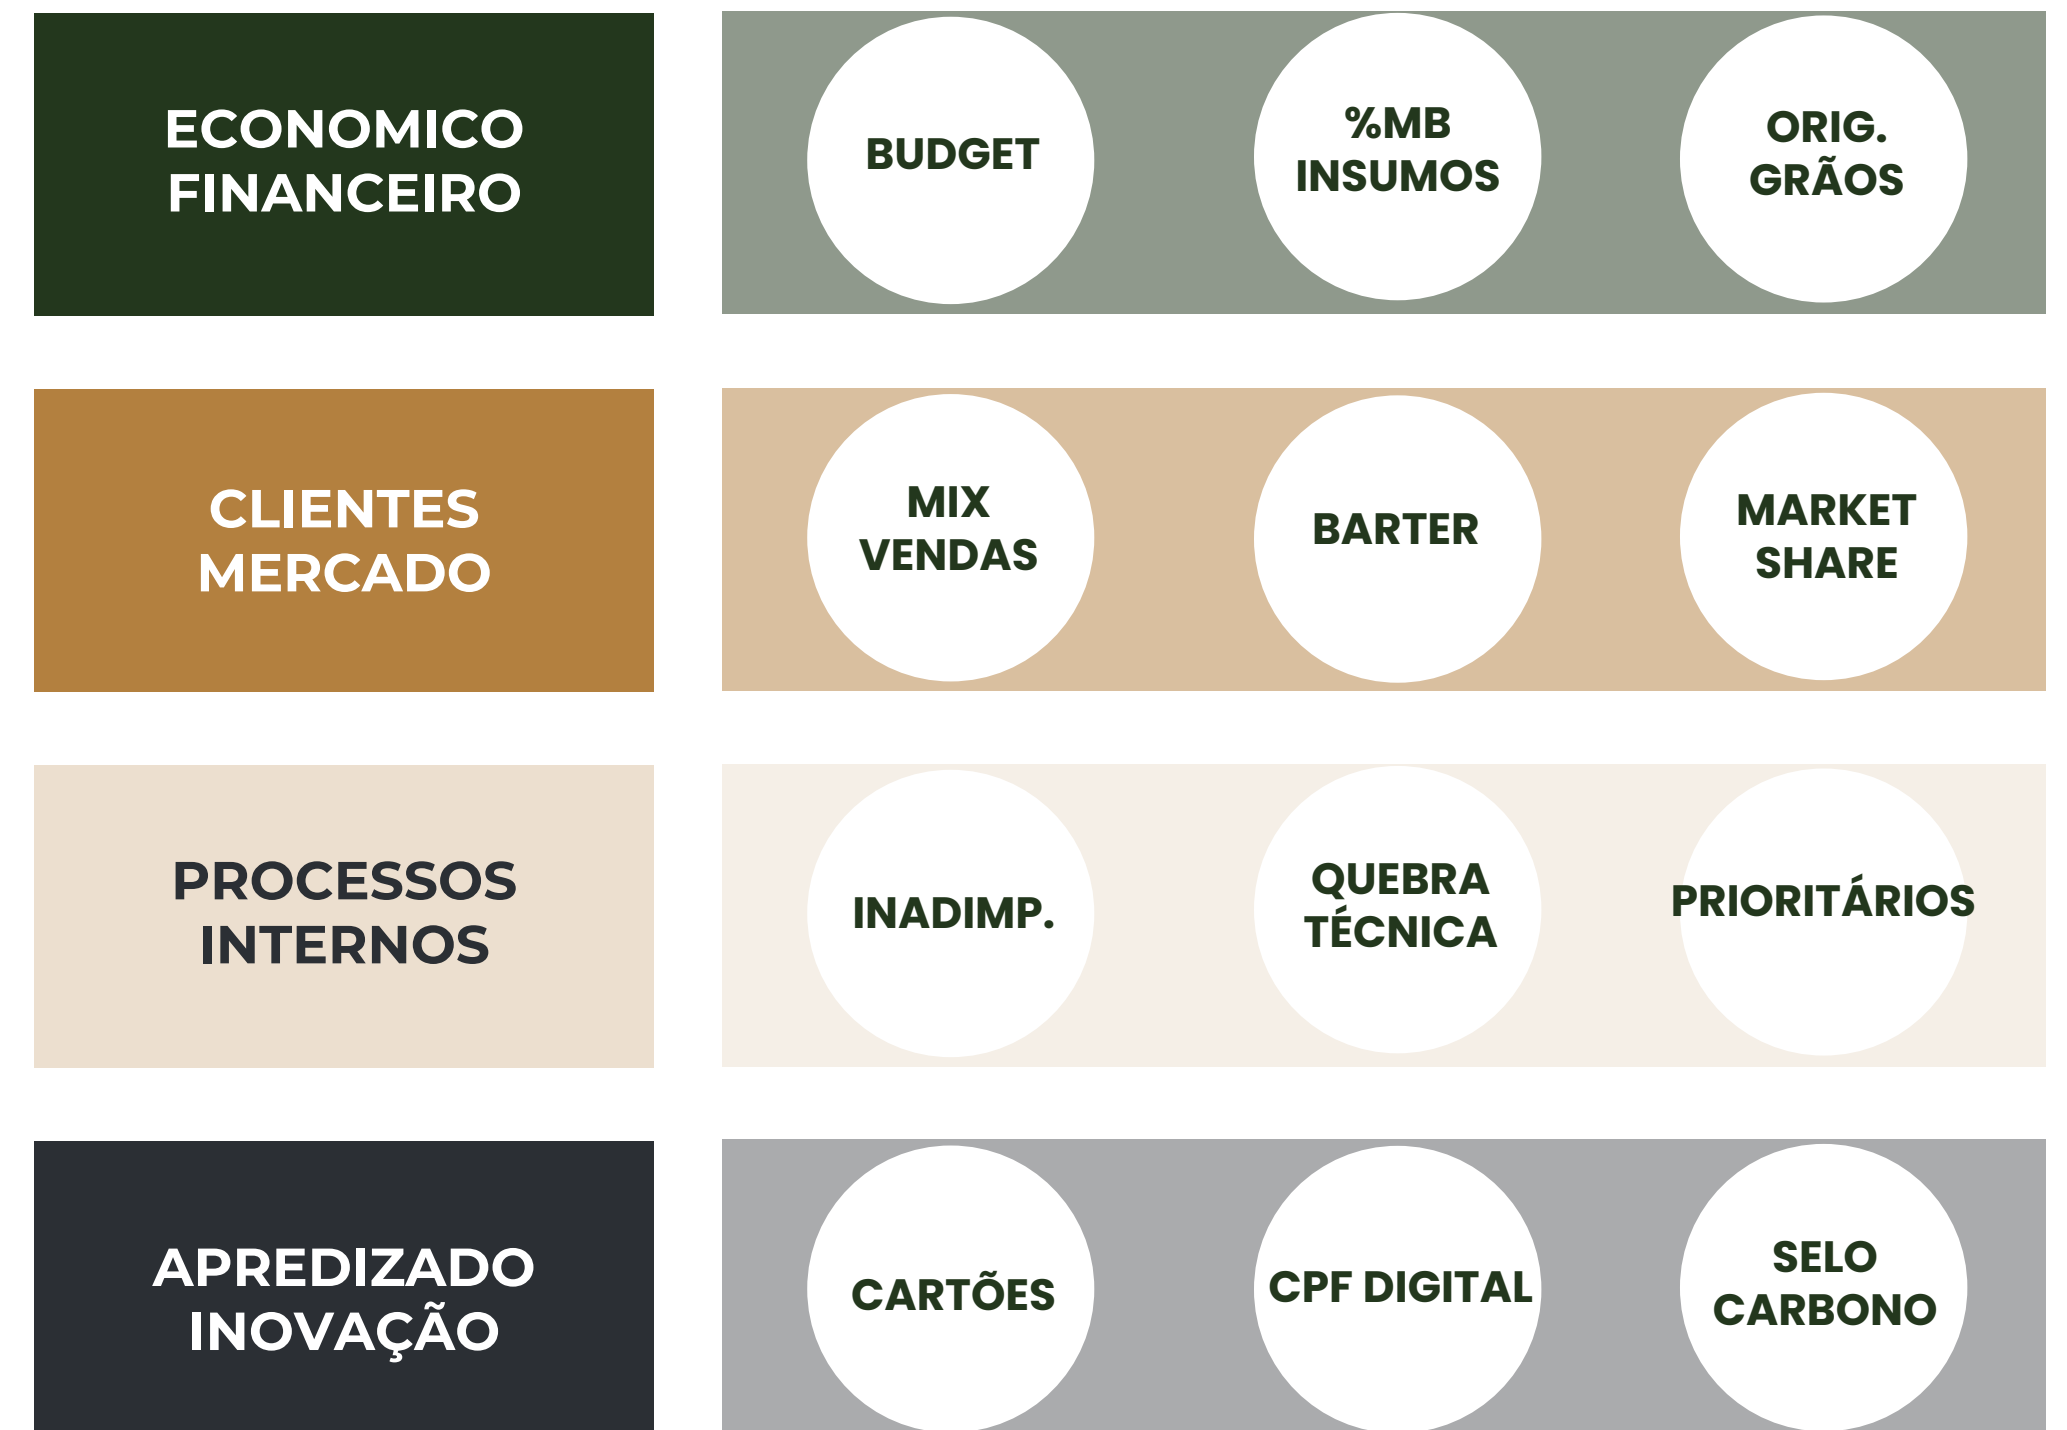 ECONOMICO
FINANCEIRO
BUDGET
%MB
INSUMOS
ORIG.
GRÃOS
CLIENTES
MERCADO
MIX
VENDAS
BARTER
MARKET
SHARE
PROCESSOS
INTERNOS
INADIMP.
QUEBRA
TÉCNICA
PRIORITÁRIOS
APREDIZADO
INOVAÇÃO
CARTÕES
CPF DIGITAL
SELO
CARBONO